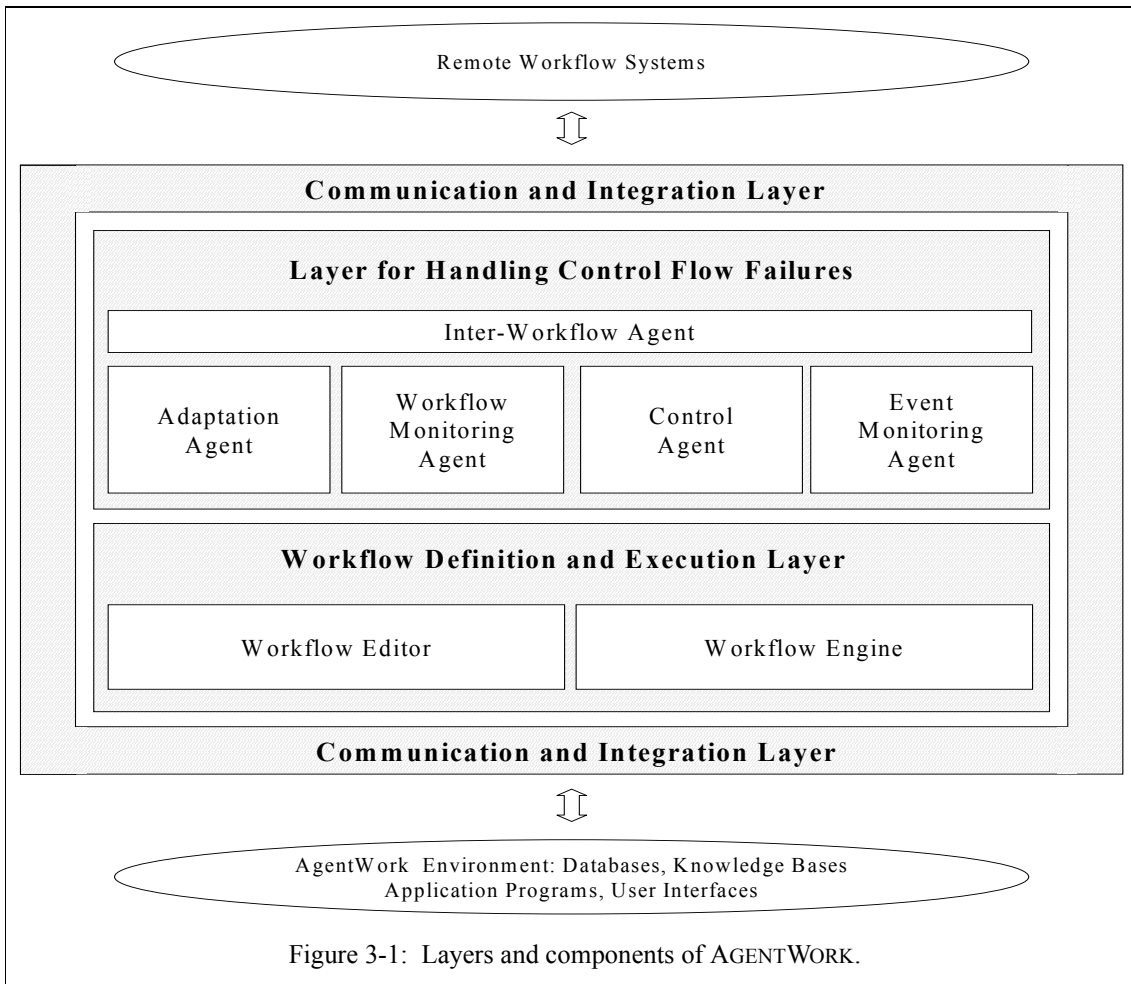 Remote Workflow Systems
Communication and Integration Layer
Layer for Handling Control Flow Failures
Inter-Workflow Agent
Adaptation
Agent
Workflow
Monitoring
Agent
Control
Agent
Event
Monitoring
Agent
Workflow Definition and Execution Layer
Workflow Editor
Workflow Engine
Communication and Integration Layer
AgentWork Environment: Databases, Knowledge Bases
Application Programs, User Interfaces
Figure 3-1: Layers and components of AGENTWORK.